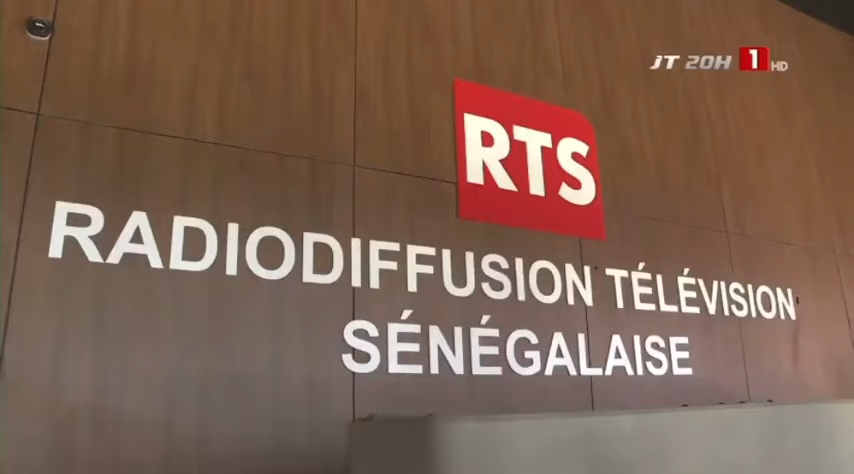 JT 20H 1 HD
RTS
RADIODIFFUSION TÉLÉVISION
SÉNÉGALAISE